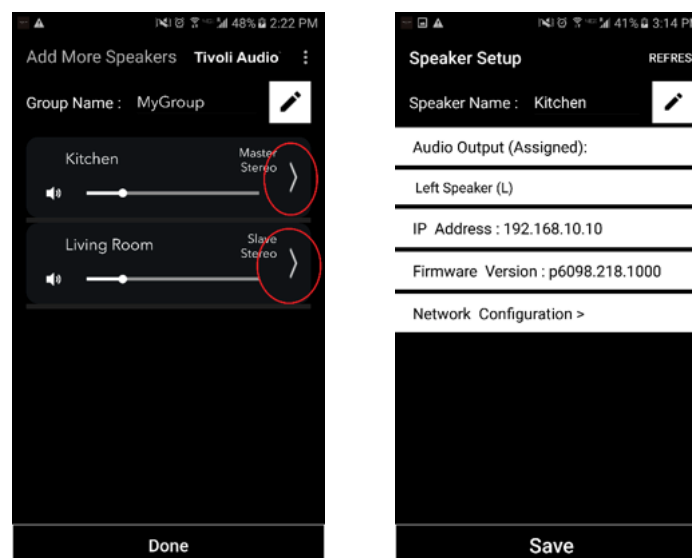 48% 2:22 PM
Add More Speakers Tivoli Audio
Group Name : MyGroup
Kitchen
Master
Stereo
Living Room
Slave
Stereo
Done
41% 3:14 PM
Speaker Setup REFRES
Speaker Name : Kitchen
Audio Output (Assigned):
Left Speaker (L)
IP Address : 192.168.10.10
Firmware Version : p6098.218.1000
Network Configuration >
Save